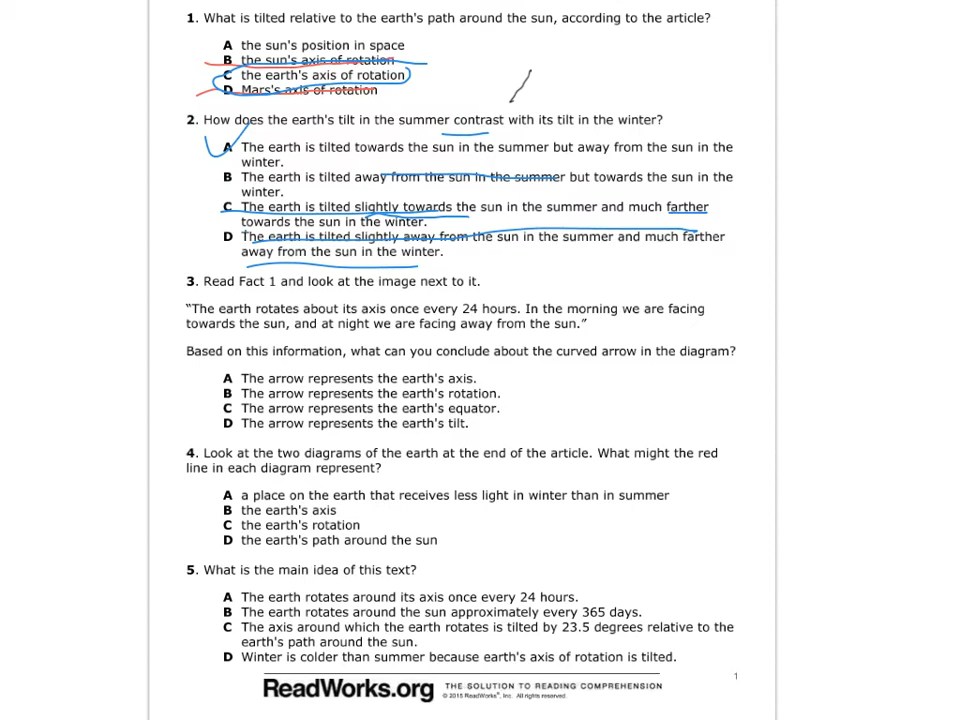 1. What is tilted relative to the earth's path around the sun, according to the article?
A the sun's position in space
B the sun's axis of rotation
C the earth's axis of rotation
D Mars's axis of rotation
2. How does the earth's tilt in the summer contrast with its tilt in the winter?
A The earth is tilted towards the sun in the summer but away from the sun in the
winter.
B The earth is tilted away from the sun in the summer but towards the sun in the
winter.
C The earth is tilted slightly towards the sun in the summer and much farther
towards the sun in the winter.
D The earth is tilted slightly away from the sun in the summer and much farther
away from the sun in the winter.
3. Read Fact 1 and look at the image next to it.
“The earth rotates about its axis once every 24 hours. In the morning we are facing
towards the sun, and at night we are facing away from the sun.”
Based on this information, what can you conclude about the curved arrow in the diagram?
A The arrow represents the earth's axis.
B The arrow represents the earth's rotation.
C The arrow represents the earth's equator.
D The arrow represents the earth's tilt.
4. Look at the two diagrams of the earth at the end of the article. What might the red
line in each diagram represent?
A a place on the earth that receives less light in winter than in summer
B the earth's axis
C the earth's rotation
D the earth's path around the sun
5. What is the main idea of this text?
A The earth rotates around its axis once every 24 hours.
B The earth rotates around the sun approximately every 365 days.
C The axis around which the earth rotates is tilted by 23.5 degrees relative to the
earth's path around the sun.
D Winter is colder than summer because earth's axis of rotation is tilted.
1
ReadWorks.org THE SOLUTION TO READING COMPREHENSION
© 2015 ReadWorks®, Inc. All rights reserved.